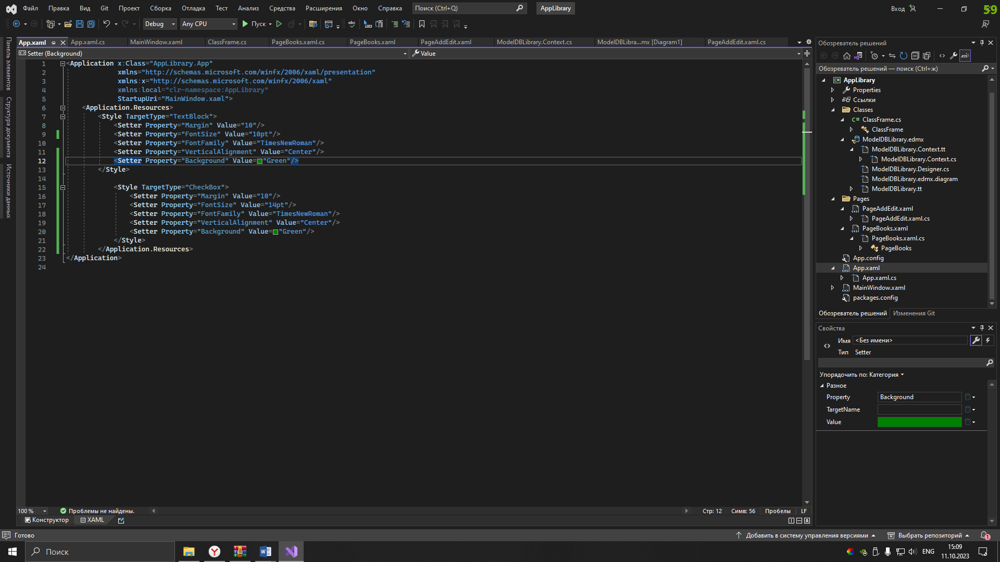 Файл Правка Вид Git Проект Сборка Отладка Тест Анализ Средства Расширения Окно Справка Поиск (Ctrl+Q) AppLibrary Вход 59
Debug Any CPU Пуск
App.xaml App.xaml.cs MainWindow.xaml ClassFrame.cs PageBooks.xaml.cs PageBooks.xaml PageAddEdit.xaml ModelDBLibrary.Context.cs ModelDBLibra...mx [Diagram1] PageAddEdit.xaml.cs
Setter (Background) Value
Панель элементов
Структура документа
Источники данных
1 <Application x:Class="AppLibrary.App"
2 xmlns="http://schemas.microsoft.com/winfx/2006/xaml/presentation"
3 xmlns:x="http://schemas.microsoft.com/winfx/2006/xaml"
4 xmlns:local="clr-namespace:AppLibrary"
5 StartupUri="MainWindow.xaml">
6 <Application.Resources>
7 <Style TargetType="TextBlock">
8 <Setter Property="Margin" Value="10"/>
9 <Setter Property="FontSize" Value="10pt"/>
10 <Setter Property="FontFamily" Value="TimesNewRoman"/>
11 <Setter Property="VerticalAlignment" Value="Center"/>
12 <Setter Property="Background" Value="Green"/>
13 </Style>
14
15 <Style TargetType="CheckBox">
16 <Setter Property="Margin" Value="10"/>
17 <Setter Property="FontSize" Value="14pt"/>
18 <Setter Property="FontFamily" Value="TimesNewRoman"/>
19 <Setter Property="VerticalAlignment" Value="Center"/>
20 <Setter Property="Background" Value="Green"/>
21 </Style>
22 </Application.Resources>
23 </Application>
24
100 % Проблемы не найдены. Стр: 12 Симв: 56 Пробелы LF
Конструктор XAML
Обозреватель решений
Обозреватель решений — поиск (Ctrl+ж)
AppLibrary
Properties
Ссылки
Classes
ClassFrame.cs
ClassFrame
ModelDBLibrary.edmx
ModelDBLibrary.Context.tt
ModelDBLibrary.Context.cs
ModelDBLibrary.Designer.cs
ModelDBLibrary.edmx.diagram
ModelDBLibrary.tt
Pages
PageAddEdit.xaml
PageAddEdit.xaml.cs
PageBooks.xaml
PageBooks.xaml.cs
PageBooks
App.config
App.xaml
App.xaml.cs
MainWindow.xaml
packages.config
Обозреватель решений Изменения Git
Свойства
Имя <Без имени>
Тип Setter
Упорядочить по: Категория
Разное
Property Background
TargetName
Value
Готово Добавить в систему управления версиями Выбрать репозиторий 1
Поиск ENG 15:09
11.10.2023